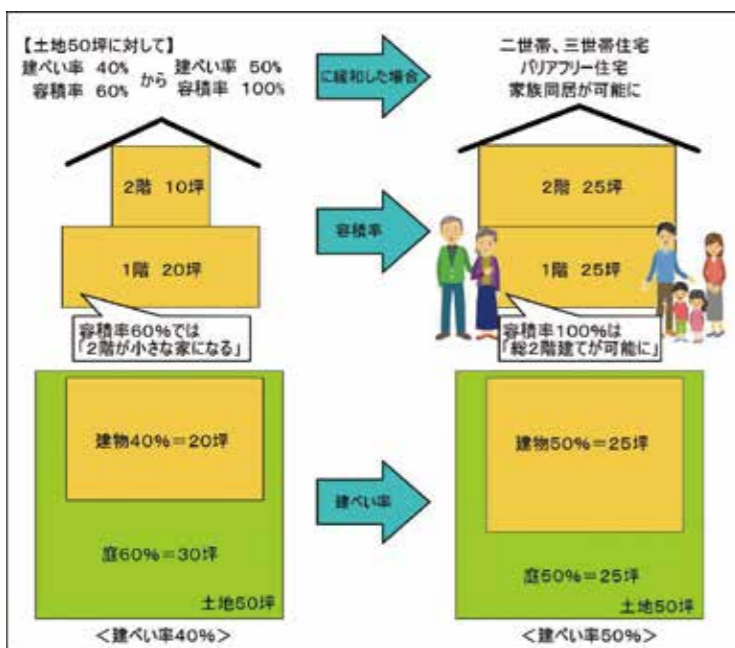 【土地50坪に対して】
建ぺい率 40% から 建ぺい率 50%
容積率 60% 容積率 100%
に緩和した場合
二世帯、三世帯住宅
バリアフリー住宅
家族同居が可能に
2階 10坪
1階 20坪
容積率60%では
「2階が小さな家になる」
容積率
2階 25坪
1階 25坪
容積率100%は
「総2階建てが可能に」
建物40%=20坪
庭60%=30坪
土地50坪
<建ぺい率40%>
建ぺい率
建物50%=25坪
庭50%=25坪
土地50坪
<建ぺい率50%>